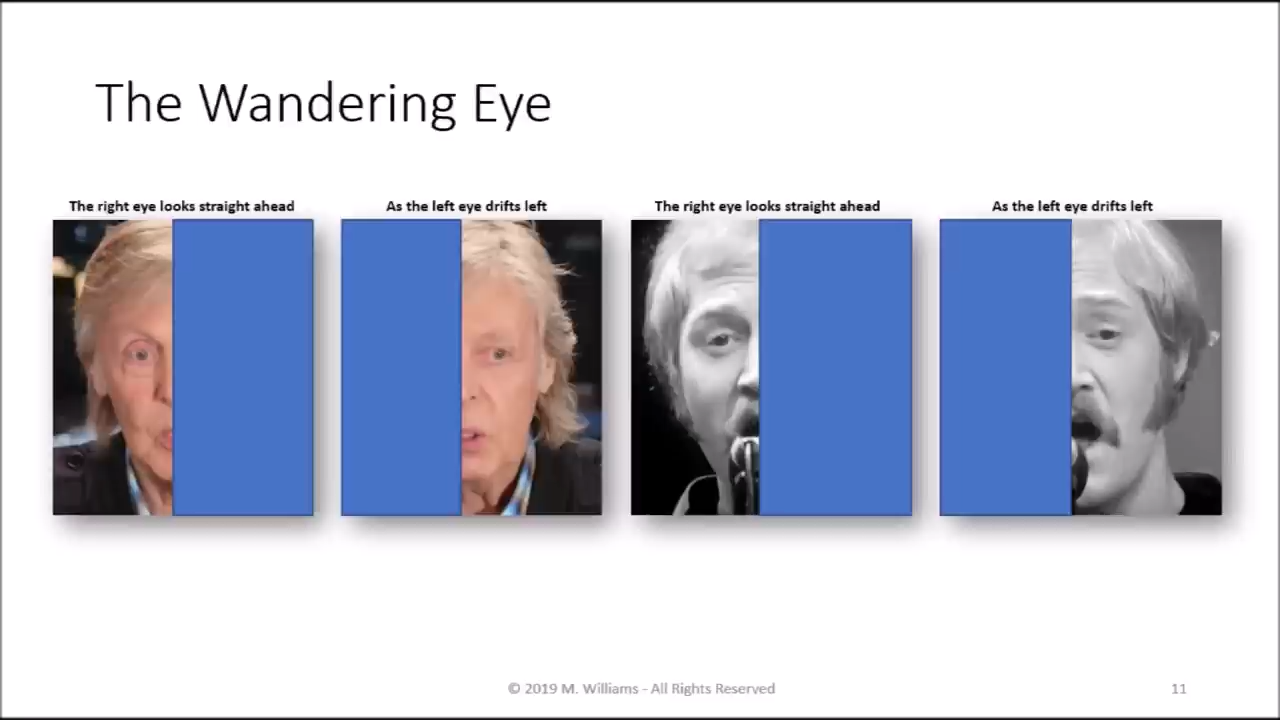 The Wandering Eye
The right eye looks straight ahead
As the left eye drifts left
The right eye looks straight ahead
As the left eye drifts left
© 2019 M. Williams - All Rights Reserved
11